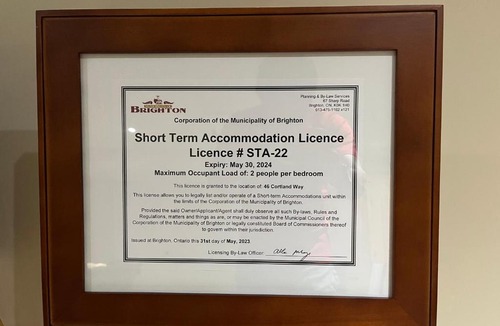 BRIGHTON
Planning & By-Law Services
67 Sharp Road
Brighton, ON, K0K 1H0
613-475-1162 x131
Corporation of the Municipality of Brighton
Short Term Accommodation Licence
Licence # STA-22
Expiry: May 30, 2024
Maximum Occupant Load of: 2 people per bedroom
This licence is granted to the location of: 46 Cortland Way
This license allows you to legally list and/or operate of a Short-term Accommodations unit within
the limits of the Corporation of the Municipality of Brighton.
Provided the said Owner/Applicant/Agent shall duly observe all such By-laws, Rules and
Regulations, matters and things as are, or may be enabled by the Municipal Council of the
Corporation of the Municipality of Brighton or legally constituted Board of Commissioners thereof
to govern within their jurisdiction.
Issued at Brighton, Ontario this 31st day of May, 2023
Licensing By-Law Officer: